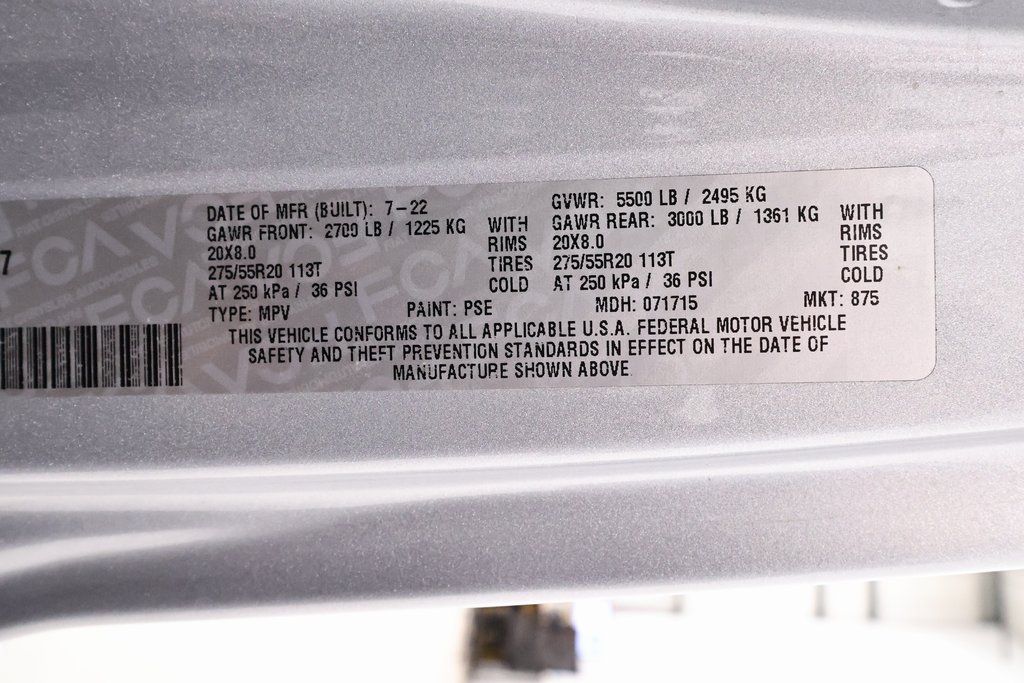 DATE OF MFR (BUILT): 7-22 GVWR: 5500 LB / 2495 KG
GAWR FRONT: 2700 LB / 1225 KG WITH GAWR REAR: 3000 LB / 1361 KG WITH
20X8.0 RIMS 20X8.0 RIMS
275/55R20 113T TIRES 275/55R20 113T TIRES
AT 250 kPa / 36 PSI COLD AT 250 kPa / 36 PSI COLD
TYPE: MPV PAINT: PSE MDH: 071715 MKT: 875
THIS VEHICLE CONFORMS TO ALL APPLICABLE U.S.A. FEDERAL MOTOR VEHICLE
SAFETY AND THEFT PREVENTION STANDARDS IN EFFECT ON THE DATE OF
MANUFACTURE SHOWN ABOVE
7
FCA